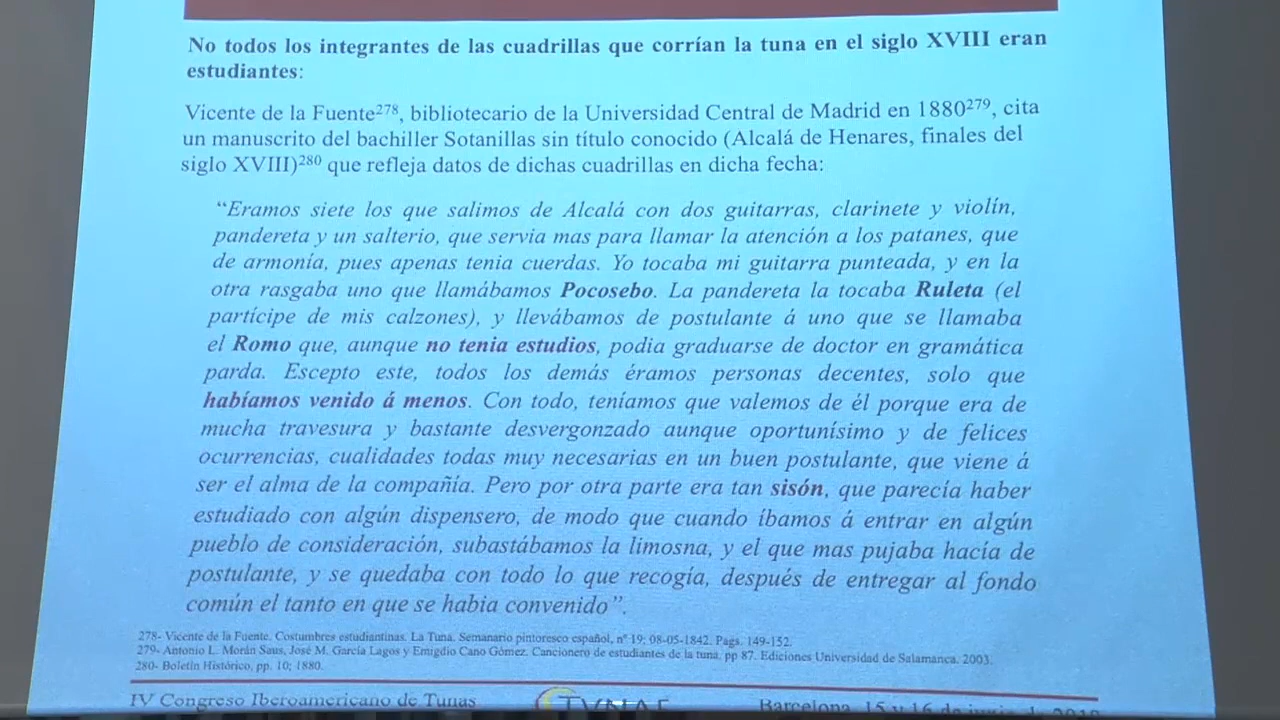 No todos los integrantes de las cuadrillas que corrían la tuna en el siglo XVIII eran
estudiantes:
Vicente de la Fuente278, bibliotecario de la Universidad Central de Madrid en 1880279, cita
un manuscrito del bachiller Sotanillas sin título conocido (Alcalá de Henares, finales del
siglo XVIII)280 que refleja datos de dichas cuadrillas en dicha fecha:
“Eramos siete los que salimos de Alcalá con dos guitarras, clarinete y violín,
pandereta y un salterio, que servia mas para llamar la atención a los patanes, que
de armonía, pues apenas tenia cuerdas. Yo tocaba mi guitarra punteada, y en la
otra rasgaba uno que llamábamos Pocosebo. La pandereta la tocaba Ruleta (el
partícipe de mis calzones), y llevábamos de postulante á uno que se llamaba
el Romo que, aunque no tenia estudios, podia graduarse de doctor en gramática
parda. Escepto este, todos los demás éramos personas decentes, solo que
habíamos venido á menos. Con todo, teníamos que valemos de él porque era de
mucha travesura y bastante desvergonzado aunque oportunísimo y de felices
ocurrencias, cualidades todas muy necesarias en un buen postulante, que viene á
ser el alma de la compañía. Pero por otra parte era tan sisón, que parecía haber
estudiado con algún dispensero, de modo que cuando íbamos á entrar en algún
pueblo de consideración, subastábamos la limosna, y el que mas pujaba hacía de
postulante, y se quedaba con todo lo que recogía, después de entregar al fondo
común el tanto en que se habia convenido”.
278- Vicente de la Fuente. Costumbres estudiantinas. La Tuna. Semanario pintoresco español, nº 19; 08-05-1842. Pags. 149-152.
279- Antonio L. Morán Saus, José M. García Lagos y Emigdio Cano Gómez. Cancionero de estudiantes de la tuna. pp 87. Ediciones Universidad de Salamanca. 2003.
280- Boletín Histórico, pp. 10; 1880.
IV Congreso Iberoamericano de Tunas
Barcelona, 15 y 16 de junio de